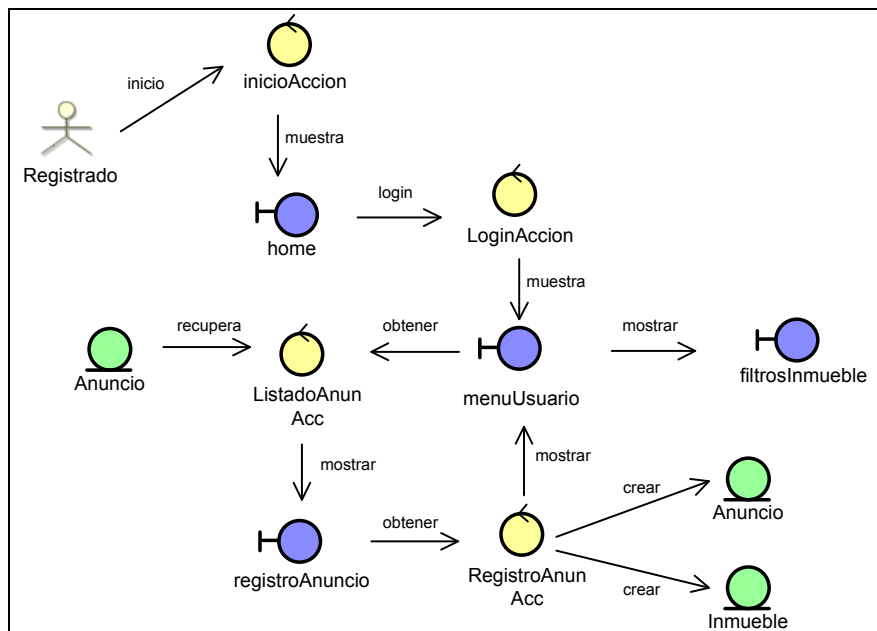 inicioAccion
inicio
Registrado
muestra
home
login
LoginAccion
muestra
Anuncio
recupera
ListadoAnun
Acc
obtener
menuUsuario
mostrar
filtrosInmueble
mostrar
mostrar
registroAnuncio
obtener
RegistroAnun
Acc
crear
Anuncio
crear
Inmueble